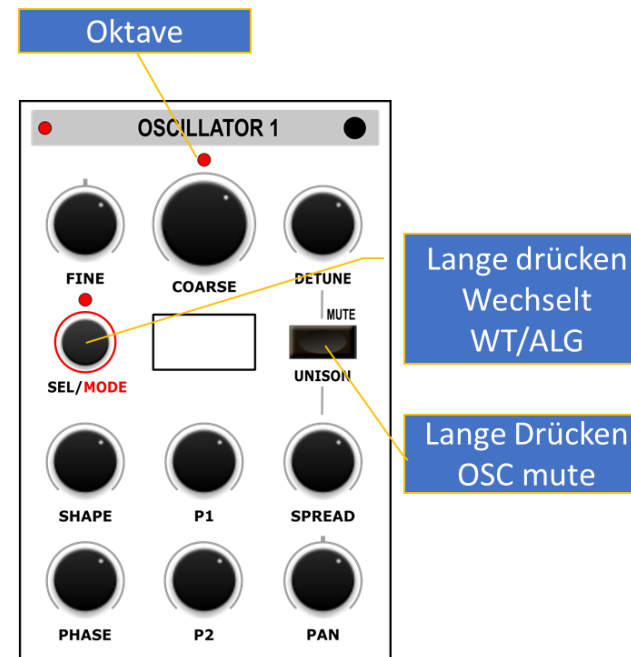 Oktave
OSCILLATOR 1
FINE
COARSE
DETUNE
Lange drücken
Wechselt
WT/ALG
MUTE
SEL/MODE
UNISON
Lange Drücken
OSC mute
SHAPE
P1
SPREAD
PHASE
P2
PAN